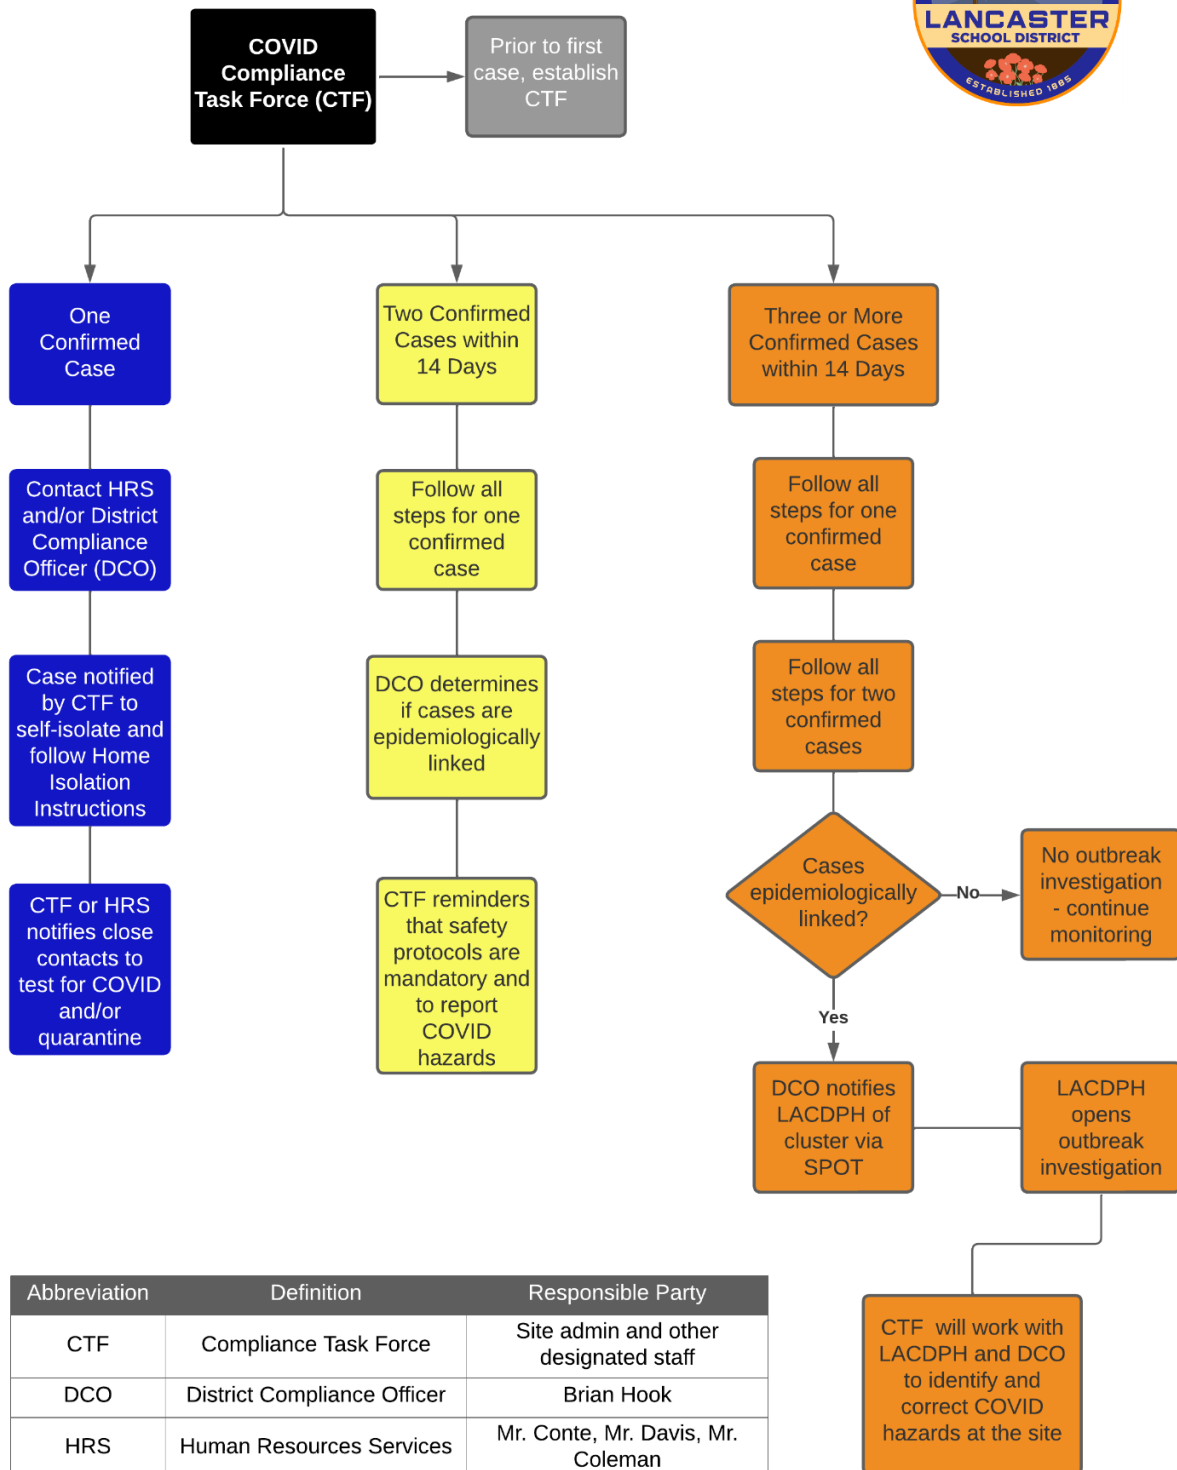 LANCASTER
SCHOOL DISTRICT
ESTABLISHED 1885
COVID
Compliance
Task Force (CTF)
Prior to first
case, establish
CTF
One
Confirmed
Case
Contact HRS
and/or District
Compliance
Officer (DCO)
Case notified
by CTF to
self-isolate and
follow Home
Isolation
Instructions
CTF or HRS
notifies close
contacts to
test for COVID
and/or
quarantine
Two Confirmed
Cases within
14 Days
Follow all
steps for one
confirmed
case
DCO determines
if cases are
epidemiologically
linked
CTF reminders
that safety
protocols are
mandatory and
to report
COVID
hazards
Three or More
Confirmed Cases
within 14 Days
Follow all
steps for one
confirmed
case
Follow all
steps for two
confirmed
cases
Cases
epidemiologically
linked?
No
No outbreak
investigation
- continue
monitoring
Yes
DCO notifies
LACDPH of
cluster via
SPOT
LACDPH
opens
outbreak
investigation
CTF will work with
LACDPH and DCO
to identify and
correct COVID
hazards at the site
Abbreviation Definition Responsible Party
CTF Compliance Task Force Site admin and other
designated staff
DCO District Compliance Officer Brian Hook
HRS Human Resources Services Mr. Conte, Mr. Davis, Mr.
Coleman